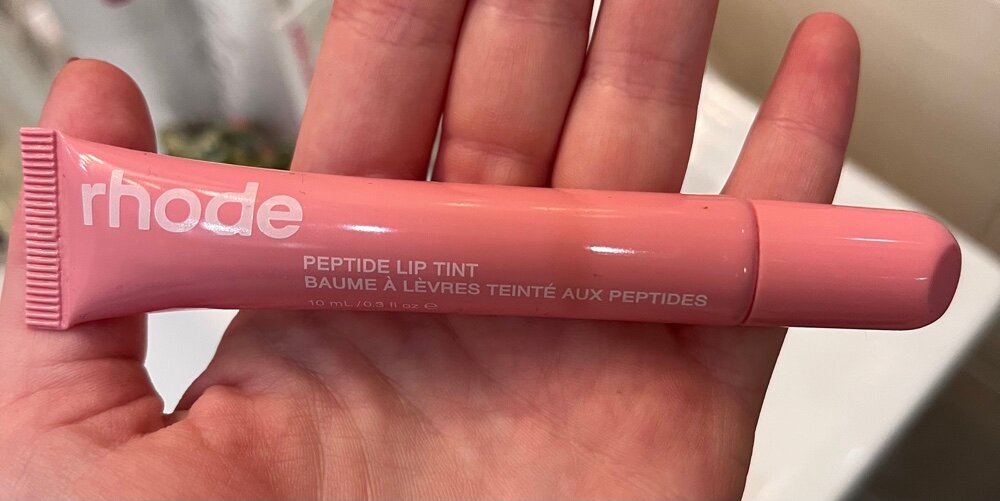 rhode
PEPTIDE LIP TINT
BAUME À LÈVRES TEINTÉ AUX PEPTIDES
10 mL / 0.3 fl oz ℮